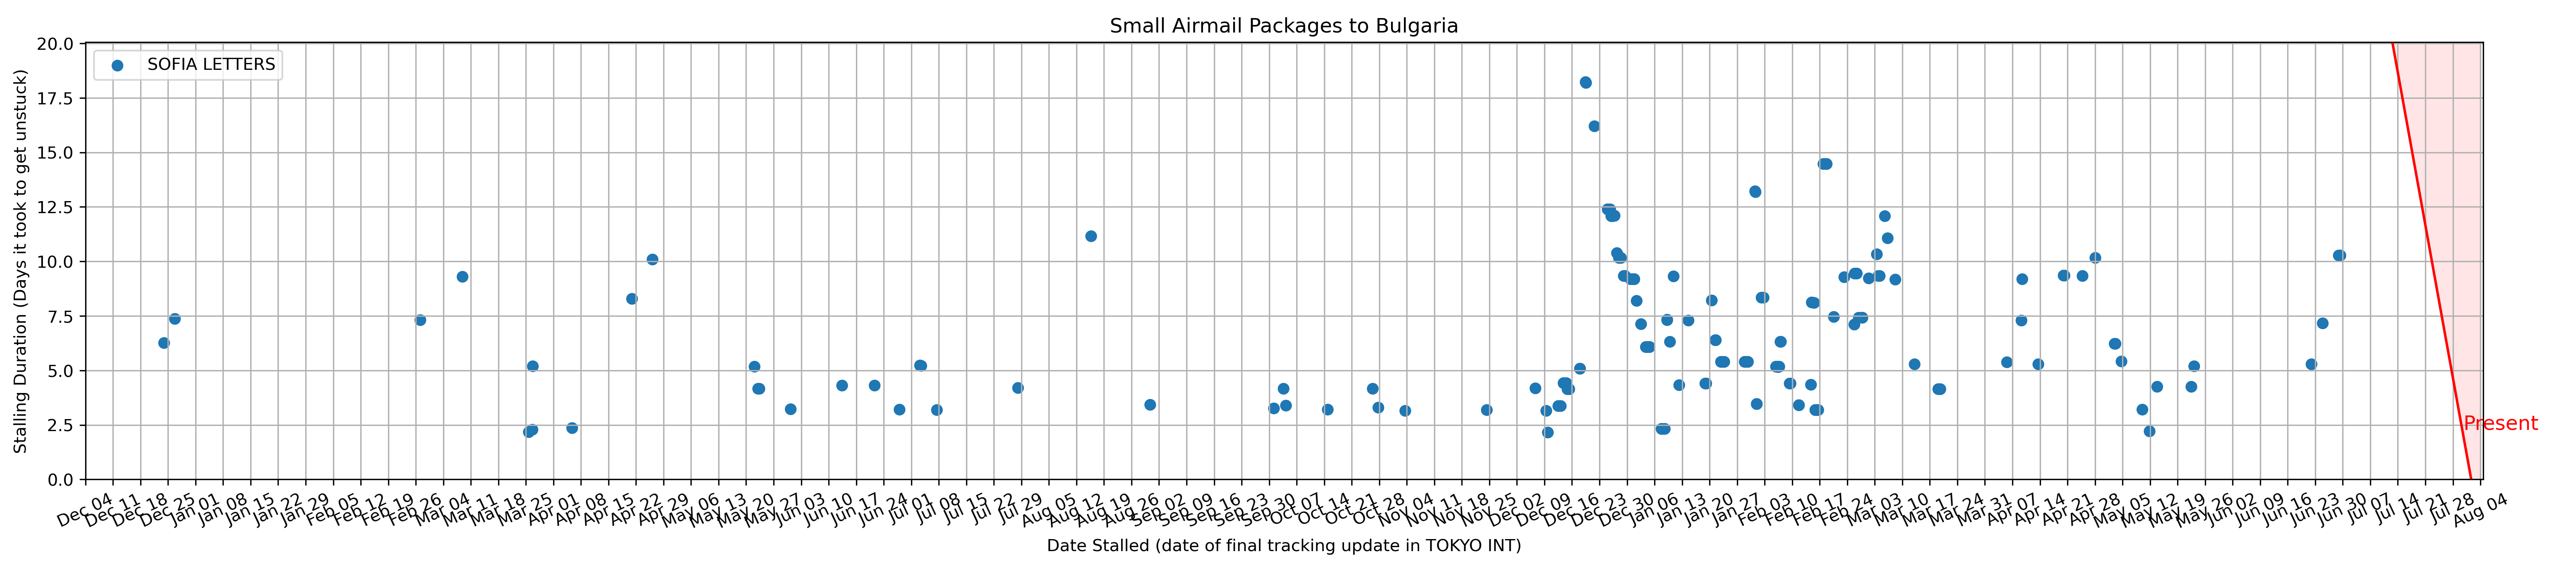 Small Airmail Packages to Bulgaria
SOFIA LETTERS
Stalling Duration (Days it took to get unstuck)
20.0
17.5
15.0
12.5
10.0
7.5
5.0
2.5
0.0
Present
Dec 04
Dec 11
Dec 18
Dec 25
Jan 01
Jan 08
Jan 15
Jan 22
Jan 29
Feb 05
Feb 12
Feb 19
Feb 26
Mar 04
Mar 11
Mar 18
Mar 25
Apr 01
Apr 08
Apr 15
Apr 22
Apr 29
May 06
May 13
May 20
May 27
Jun 03
Jun 10
Jun 17
Jun 24
Jul 01
Jul 08
Jul 15
Jul 22
Jul 29
Aug 05
Aug 12
Aug 19
Aug 26
Sep 02
Sep 09
Sep 16
Sep 23
Sep 30
Oct 07
Oct 14
Oct 21
Oct 28
Nov 04
Nov 11
Nov 18
Nov 25
Dec 02
Dec 09
Dec 16
Dec 23
Dec 30
Jan 06
Jan 13
Jan 20
Jan 27
Feb 03
Feb 10
Feb 17
Feb 24
Mar 03
Mar 10
Mar 17
Mar 24
Mar 31
Apr 07
Apr 14
Apr 21
Apr 28
May 05
May 12
May 19
May 26
Jun 02
Jun 09
Jun 16
Jun 23
Jun 30
Jul 07
Jul 14
Jul 21
Jul 28
Aug 04
Date Stalled (date of final tracking update in TOKYO INT)